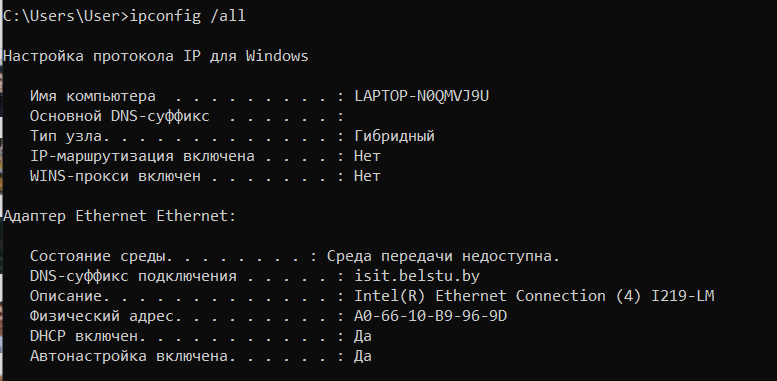 C:\Users\User>ipconfig /all
Настройка протокола IP для Windows
Имя компьютера . . . . . . . . . : LAPTOP-N0QMVJ9U
Основной DNS-суффикс . . . . . . :
Тип узла. . . . . . . . . . . . . : Гибридный
IP-маршрутизация включена . . . . : Нет
WINS-прокси включен . . . . . . . : Нет
Адаптер Ethernet Ethernet:
Состояние среды. . . . . . . . : Среда передачи недоступна.
DNS-суффикс подключения . . . . . : isit.belstu.by
Описание. . . . . . . . . . . . . : Intel(R) Ethernet Connection (4) I219-LM
Физический адрес. . . . . . . . . : A0-66-10-B9-96-9D
DHCP включен. . . . . . . . . . . : Да
Автонастройка включена. . . . . . : Да